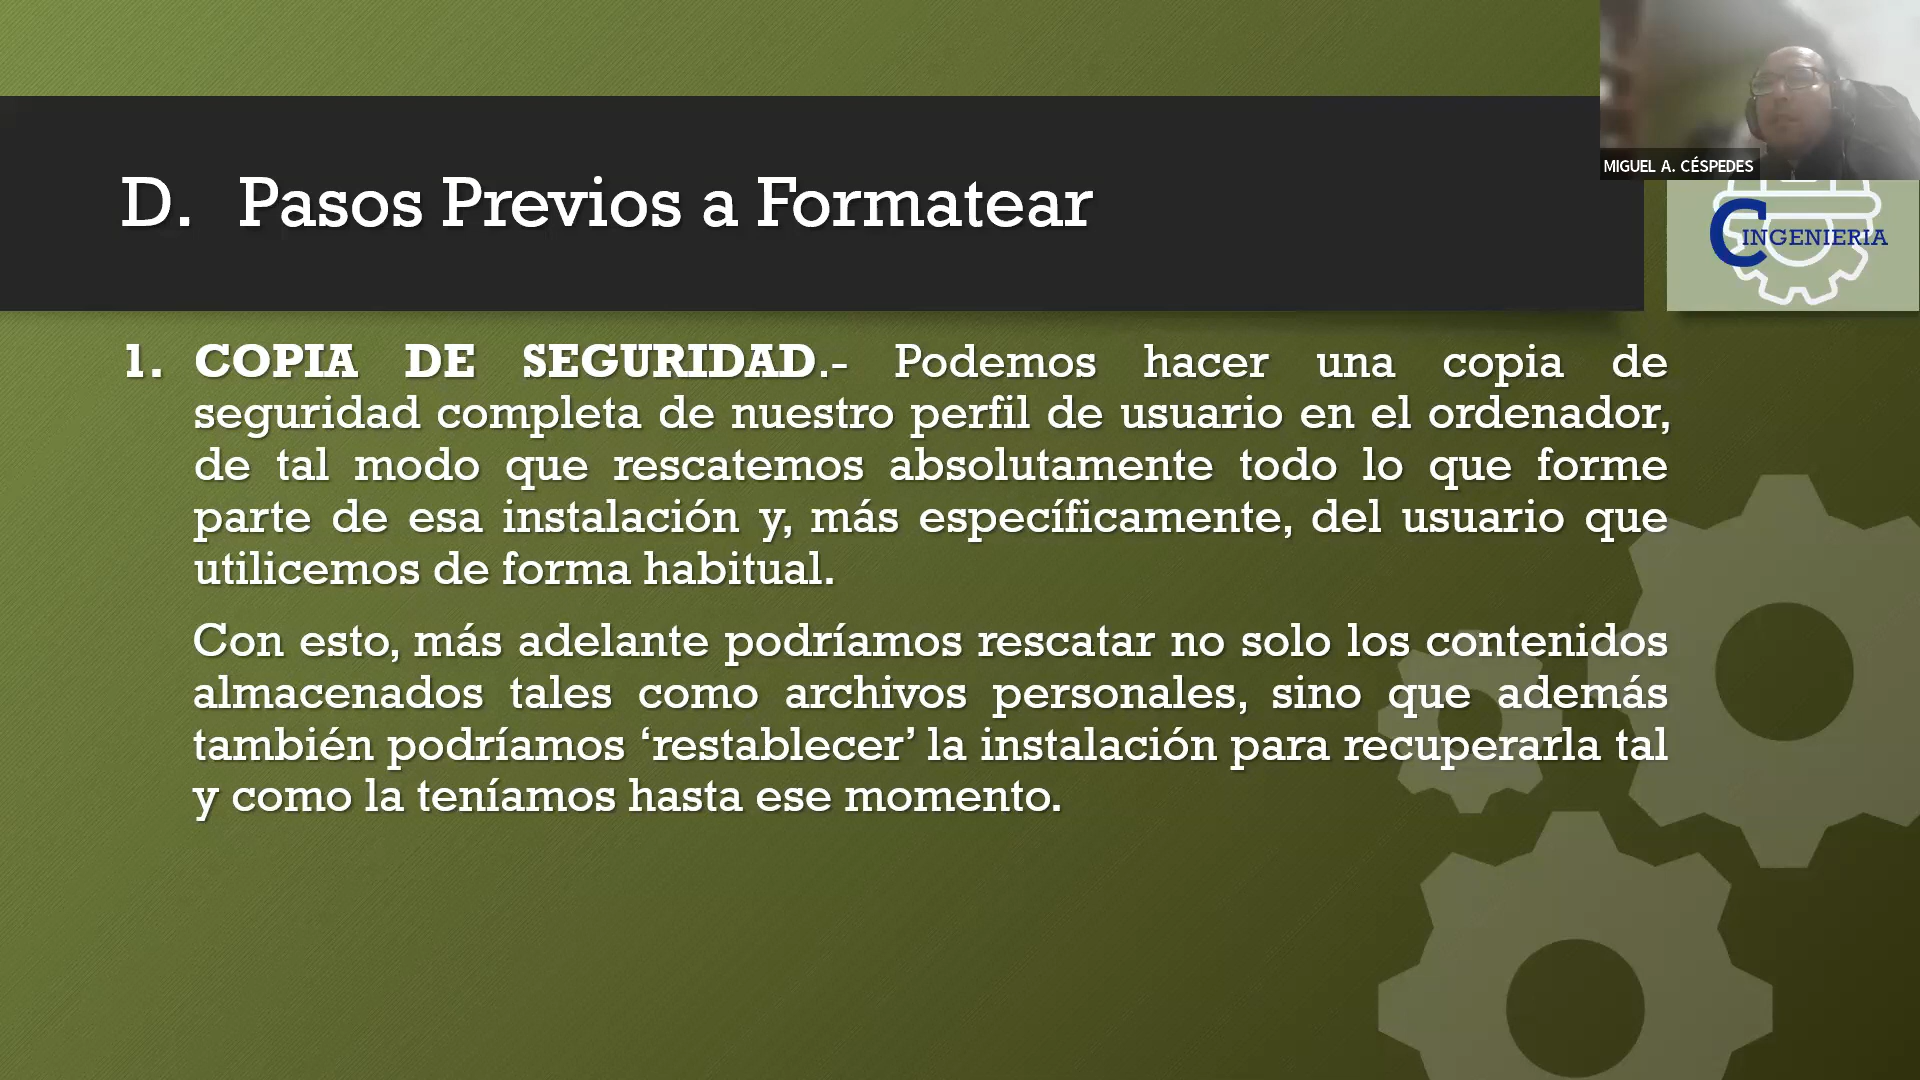 MIGUEL A. CÉSPEDES
D. Pasos Previos a Formatear
C INGENIERIA
1. COPIA DE SEGURIDAD.- Podemos hacer una copia de
seguridad completa de nuestro perfil de usuario en el ordenador,
de tal modo que rescatemos absolutamente todo lo que forme
parte de esa instalación y, más específicamente, del usuario que
utilicemos de forma habitual.
Con esto, más adelante podríamos rescatar no solo los contenidos
almacenados tales como archivos personales, sino que además
también podríamos ‘restablecer’ la instalación para recuperarla tal
y como la teníamos hasta ese momento.